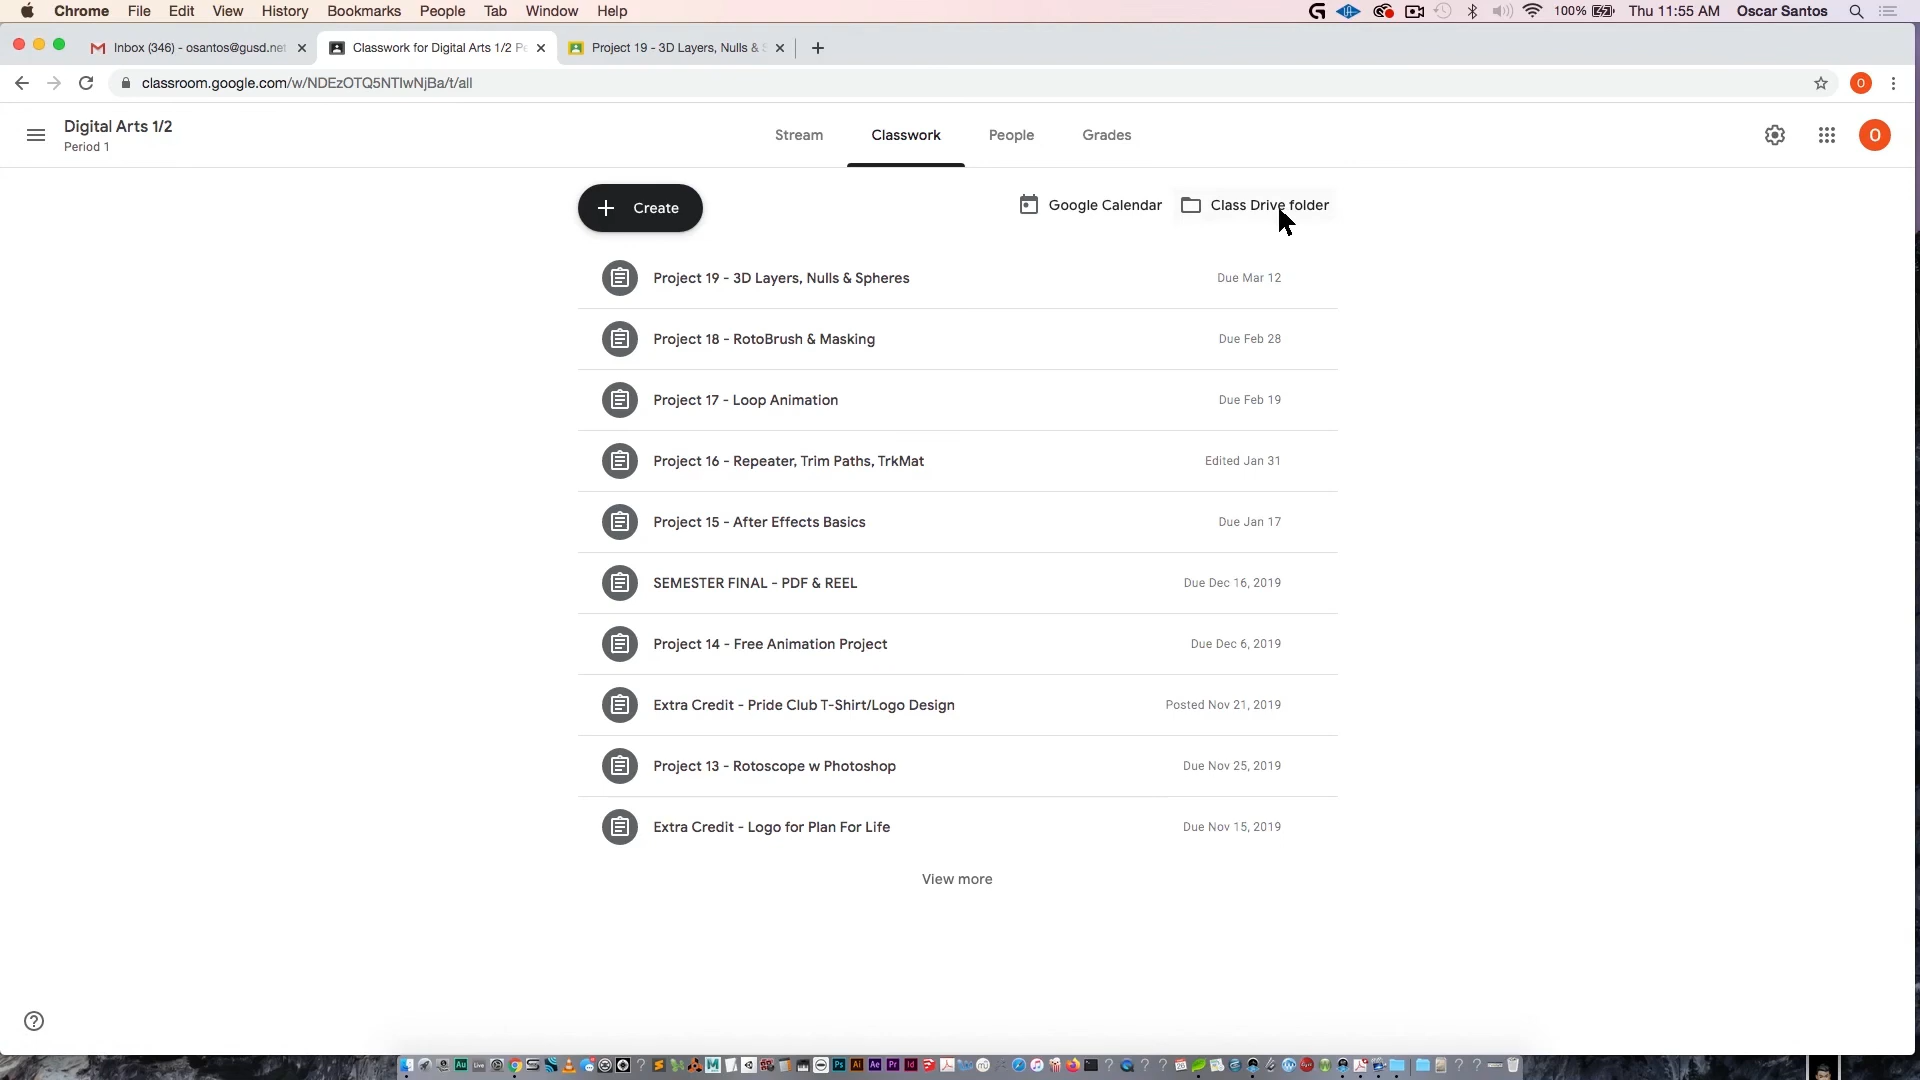 Chrome File Edit View History Bookmarks People Tab Window Help 100% Thu 11:55 AM Oscar Santos
Inbox (346) - osantos@gusd.net Classwork for Digital Arts 1/2 Pe Project 19 - 3D Layers, Nulls & S
classroom.google.com/w/NDEzOTQ5NTIwNjBa/t/all O
Digital Arts 1/2
Period 1
Stream Classwork People Grades O
Create Google Calendar Class Drive folder
Project 19 - 3D Layers, Nulls & Spheres Due Mar 12
Project 18 - RotoBrush & Masking Due Feb 28
Project 17 - Loop Animation Due Feb 19
Project 16 - Repeater, Trim Paths, TrkMat Edited Jan 31
Project 15 - After Effects Basics Due Jan 17
SEMESTER FINAL - PDF & REEL Due Dec 16, 2019
Project 14 - Free Animation Project Due Dec 6, 2019
Extra Credit - Pride Club T-Shirt/Logo Design Posted Nov 21, 2019
Project 13 - Rotoscope w Photoshop Due Nov 25, 2019
Extra Credit - Logo for Plan For Life Due Nov 15, 2019
View more